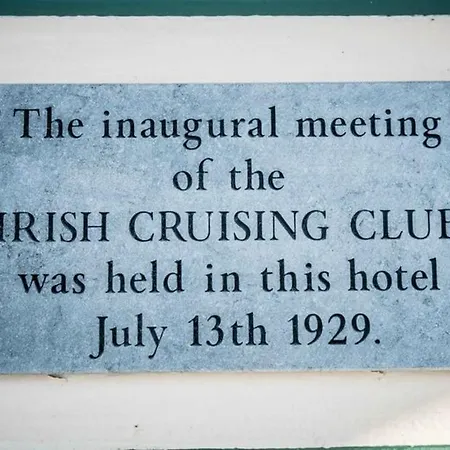 The inaugural meeting
of the
IRISH CRUISING CLUB
was held in this hotel
July 13th 1929.